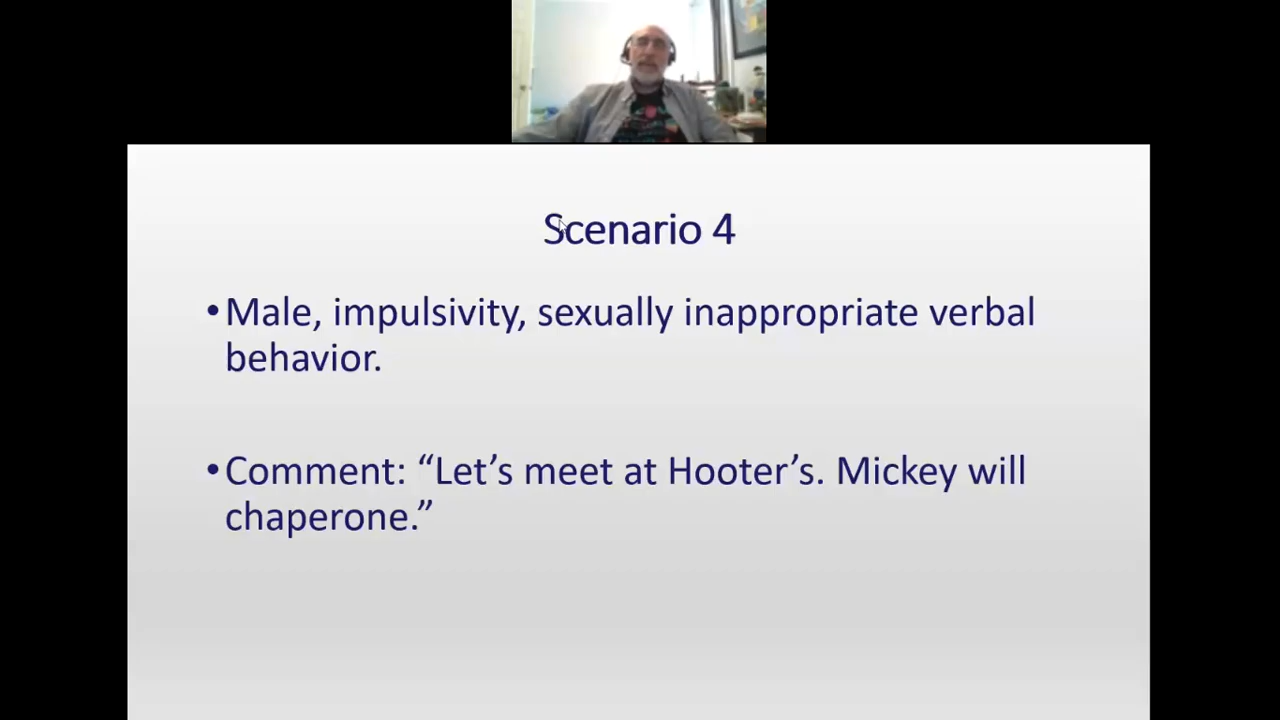 Scenario 4
•Male, impulsivity, sexually inappropriate verbal
behavior.
•Comment: “Let’s meet at Hooter’s. Mickey will
chaperone.”